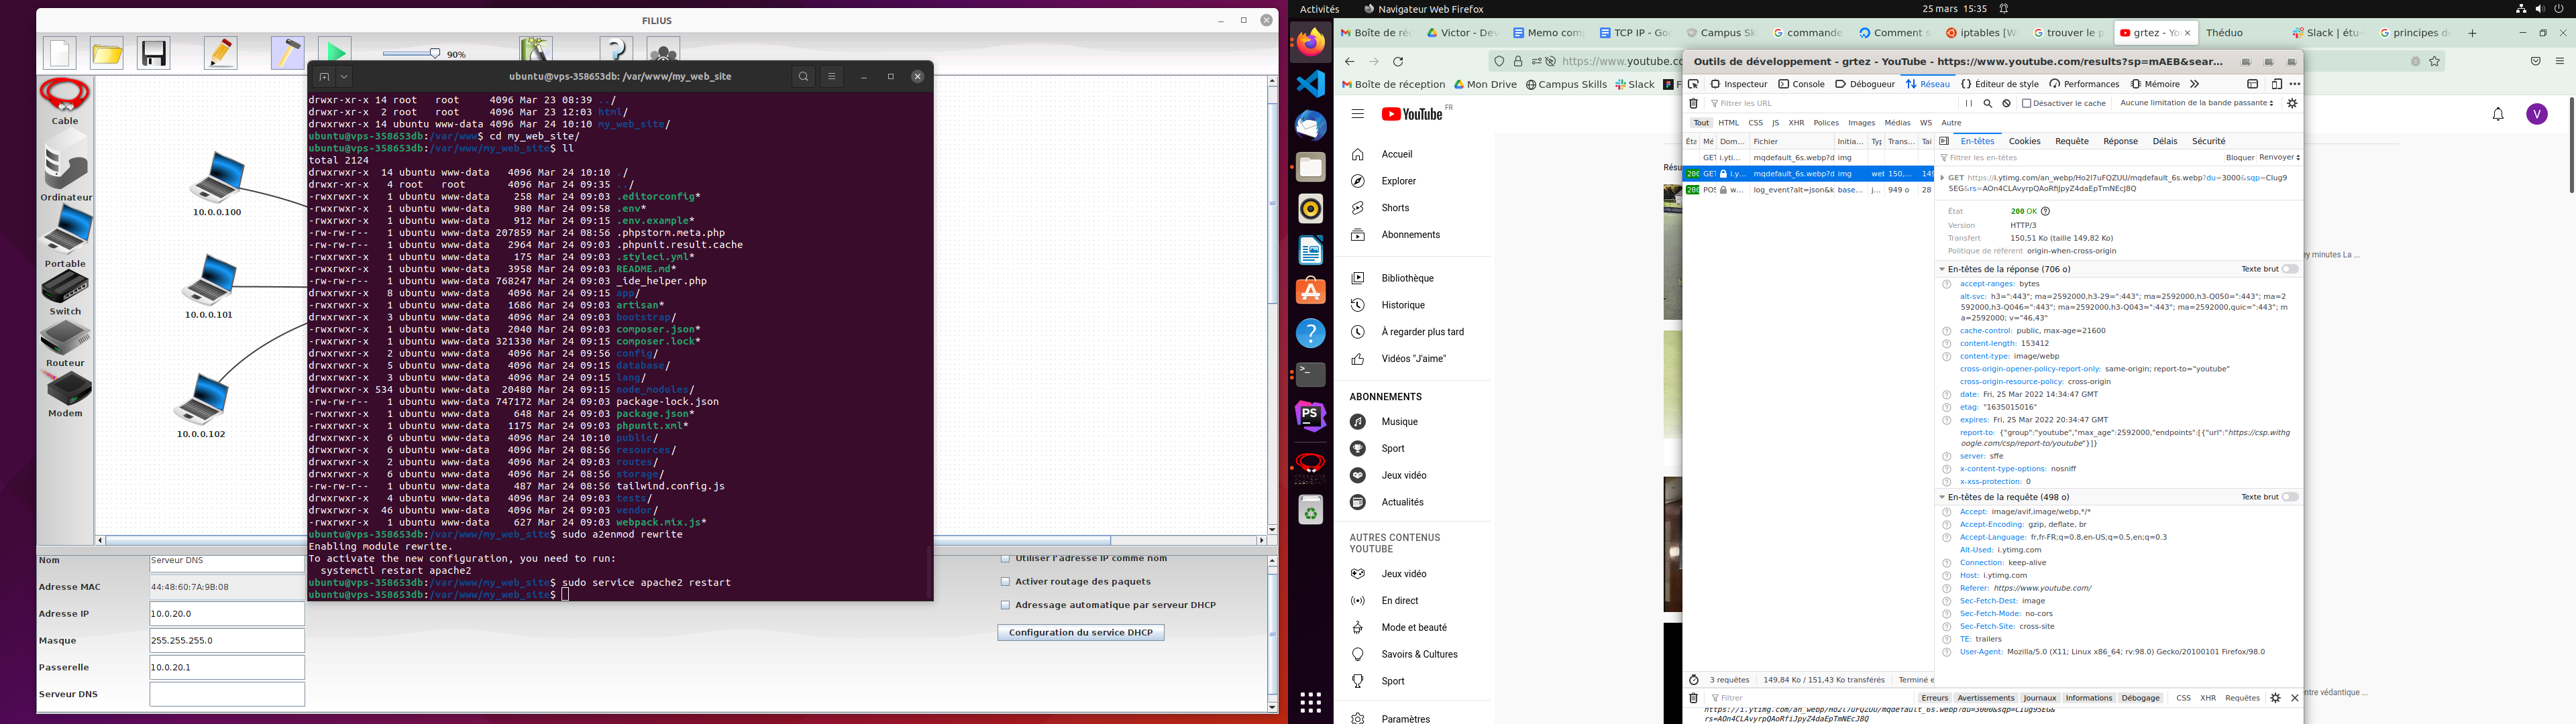 FILIUS
90%
Cable
Ordinateur
Portable
Switch
Routeur
Modem
10.0.0.100
10.0.0.101
10.0.0.102
ubuntu@vps-358653db: /var/www/my_web_site
drwxr-xr-x 14 root root 4096 Mar 23 08:39 ../
drwxr-xr-x 2 root root 4096 Mar 23 12:03 html/
drwxrwxr-x 14 ubuntu www-data 4096 Mar 24 10:10 my_web_site/
ubuntu@vps-358653db:/var/www$ cd my_web_site/
ubuntu@vps-358653db:/var/www/my_web_site$ ll
total 2124
drwxrwxr-x 14 ubuntu www-data 4096 Mar 24 10:10 ./
drwxr-xr-x 4 root root 4096 Mar 24 09:35 ../
-rwxrwxr-x 1 ubuntu www-data 258 Mar 24 09:03 .editorconfig*
-rwxrwxr-x 1 ubuntu www-data 980 Mar 24 09:58 .env*
-rwxrwxr-x 1 ubuntu www-data 912 Mar 24 09:15 .env.example*
-rw-rw-r-- 1 ubuntu www-data 207859 Mar 24 08:56 .phpstorm.meta.php
-rw-rw-r-- 1 ubuntu www-data 2964 Mar 24 09:03 .phpunit.result.cache
-rwxrwxr-x 1 ubuntu www-data 175 Mar 24 09:03 .styleci.yml*
-rwxrwxr-x 1 ubuntu www-data 3958 Mar 24 09:03 README.md*
-rw-rw-r-- 1 ubuntu www-data 768247 Mar 24 09:03 _ide_helper.php
drwxrwxr-x 8 ubuntu www-data 4096 Mar 24 09:15 app/
-rwxrwxr-x 1 ubuntu www-data 1686 Mar 24 09:03 artisan*
drwxrwxr-x 3 ubuntu www-data 4096 Mar 24 09:03 bootstrap/
-rwxrwxr-x 1 ubuntu www-data 2040 Mar 24 09:03 composer.json*
-rwxrwxr-x 1 ubuntu www-data 321330 Mar 24 09:15 composer.lock*
drwxrwxr-x 2 ubuntu www-data 4096 Mar 24 09:56 config/
drwxrwxr-x 5 ubuntu www-data 4096 Mar 24 09:15 database/
drwxrwxr-x 3 ubuntu www-data 4096 Mar 24 09:15 lang/
drwxrwxr-x 534 ubuntu www-data 20480 Mar 24 09:15 node_modules/
-rw-rw-r-- 1 ubuntu www-data 747172 Mar 24 09:03 package-lock.json
-rwxrwxr-x 1 ubuntu www-data 648 Mar 24 09:03 package.json*
-rwxrwxr-x 1 ubuntu www-data 1175 Mar 24 09:03 phpunit.xml*
drwxrwxr-x 6 ubuntu www-data 4096 Mar 24 10:10 public/
drwxrwxr-x 6 ubuntu www-data 4096 Mar 24 08:56 resources/
drwxrwxr-x 2 ubuntu www-data 4096 Mar 24 09:03 routes/
drwxrwxr-x 6 ubuntu www-data 4096 Mar 24 08:56 storage/
-rw-rw-r-- 1 ubuntu www-data 487 Mar 24 08:56 tailwind.config.js
drwxrwxr-x 4 ubuntu www-data 4096 Mar 24 09:03 tests/
drwxrwxr-x 46 ubuntu www-data 4096 Mar 24 09:03 vendor/
-rwxrwxr-x 1 ubuntu www-data 627 Mar 24 09:03 webpack.mix.js*
ubuntu@vps-358653db:/var/www/my_web_site$ sudo a2enmod rewrite
Enabling module rewrite.
To activate the new configuration, you need to run:
systemctl restart apache2
ubuntu@vps-358653db:/var/www/my_web_site$ sudo service apache2 restart
ubuntu@vps-358653db:/var/www/my_web_site$
Nom Serveur DNS
Adresse MAC 44:48:60:7A:9B:08
Adresse IP 10.0.20.0
Masque 255.255.255.0
Passerelle 10.0.20.1
Serveur DNS
Utiliser l'adresse IP comme nom
Activer routage des paquets
Adressage automatique par serveur DHCP
Configuration du service DHCP
Activités Navigateur Web Firefox 25 mars 15:35
Boîte de réc Victor - Dev Memo com TCP IP - Goo Campus Ski commande Comment s iptables [W trouver le p grtez - Yo Théduo Slack | étu- principes d
https://www.youtube.co
Boîte de réception Mon Drive Campus Skills Slack F
YouTube FR
V
Accueil
Explorer
Shorts
Abonnements
Bibliothèque
Historique
À regarder plus tard
Vidéos "J'aime"
ABONNEMENTS
Musique
Sport
Jeux vidéo
Actualités
AUTRES CONTENUS
YOUTUBE
Jeux vidéo
En direct
Mode et beauté
Savoirs & Cultures
Sport
Paramètres
Résu
ey minutes La ...
ntre védantique ...
Outils de développement - grtez - YouTube - https://www.youtube.com/results?sp=mAEB&sear...
Inspecteur Console Débogueur Réseau Éditeur de style Performances Mémoire
Filtrer les URL Désactiver le cache Aucune limitation de la bande passante
Tout HTML CSS JS XHR Polices Images Médias WS Autre
Éta Mé Dom... Fichier Initia... Typ Trans... Tai
GET i.yti... mqdefault_6s.webp?d img
200 GET i.y... mqdefault_6s.webp?d img wel 150,... 149
200 POS w... log_event?alt=json&k base... j... 949 o 28
En-têtes Cookies Requête Réponse Délais Sécurité
Filtrer les en-têtes Bloquer Renvoyer
GET https://i.ytimg.com/an_webp/Ho2l7uFQZUU/mqdefault_6s.webp?du=3000&sqp=CIug9
5EG&rs=AOn4CLAvyrpQAoRfiJpyZ4daEpTmNEcJ8Q
État 200 OK
Version HTTP/3
Transfert 150,51 Ko (taille 149,82 Ko)
Politique de référent origin-when-cross-origin
En-têtes de la réponse (706 o) Texte brut
accept-ranges: bytes
alt-svc: h3=":443"; ma=2592000,h3-29=":443"; ma=2592000,h3-Q050=":443"; ma=2
592000,h3-Q046=":443"; ma=2592000,h3-Q043=":443"; ma=2592000,quic=":443"; m
a=2592000; v="46,43"
cache-control: public, max-age=21600
content-length: 153412
content-type: image/webp
cross-origin-opener-policy-report-only: same-origin; report-to="youtube"
cross-origin-resource-policy: cross-origin
date: Fri, 25 Mar 2022 14:34:47 GMT
etag: "1635015016"
expires: Fri, 25 Mar 2022 20:34:47 GMT
report-to: {"group":"youtube","max_age":2592000,"endpoints":[{"url":"https://csp.withg
oogle.com/csp/report-to/youtube"}]}
server: sffe
x-content-type-options: nosniff
x-xss-protection: 0
En-têtes de la requête (498 o) Texte brut
Accept: image/avif,image/webp,*/*
Accept-Encoding: gzip, deflate, br
Accept-Language: fr,fr-FR;q=0.8,en-US;q=0.5,en;q=0.3
Alt-Used: i.ytimg.com
Connection: keep-alive
Host: i.ytimg.com
Referer: https://www.youtube.com/
Sec-Fetch-Dest: image
Sec-Fetch-Mode: no-cors
Sec-Fetch-Site: cross-site
TE: trailers
User-Agent: Mozilla/5.0 (X11; Linux x86_64; rv:98.0) Gecko/20100101 Firefox/98.0
3 requêtes 149,84 Ko / 151,43 Ko transférés Terminé e
Filtrer Erreurs Avertissements Journaux Informations Débogage CSS XHR Requêtes
https://i.ytimg.com/an_webp/Ho2l7uFQZUU/mqdefault_6s.webp?du=3000&sqp=CIug95EG&
rs=AOn4CLAvyrpQAoRfiJpyZ4daEpTmNEcJ8Q